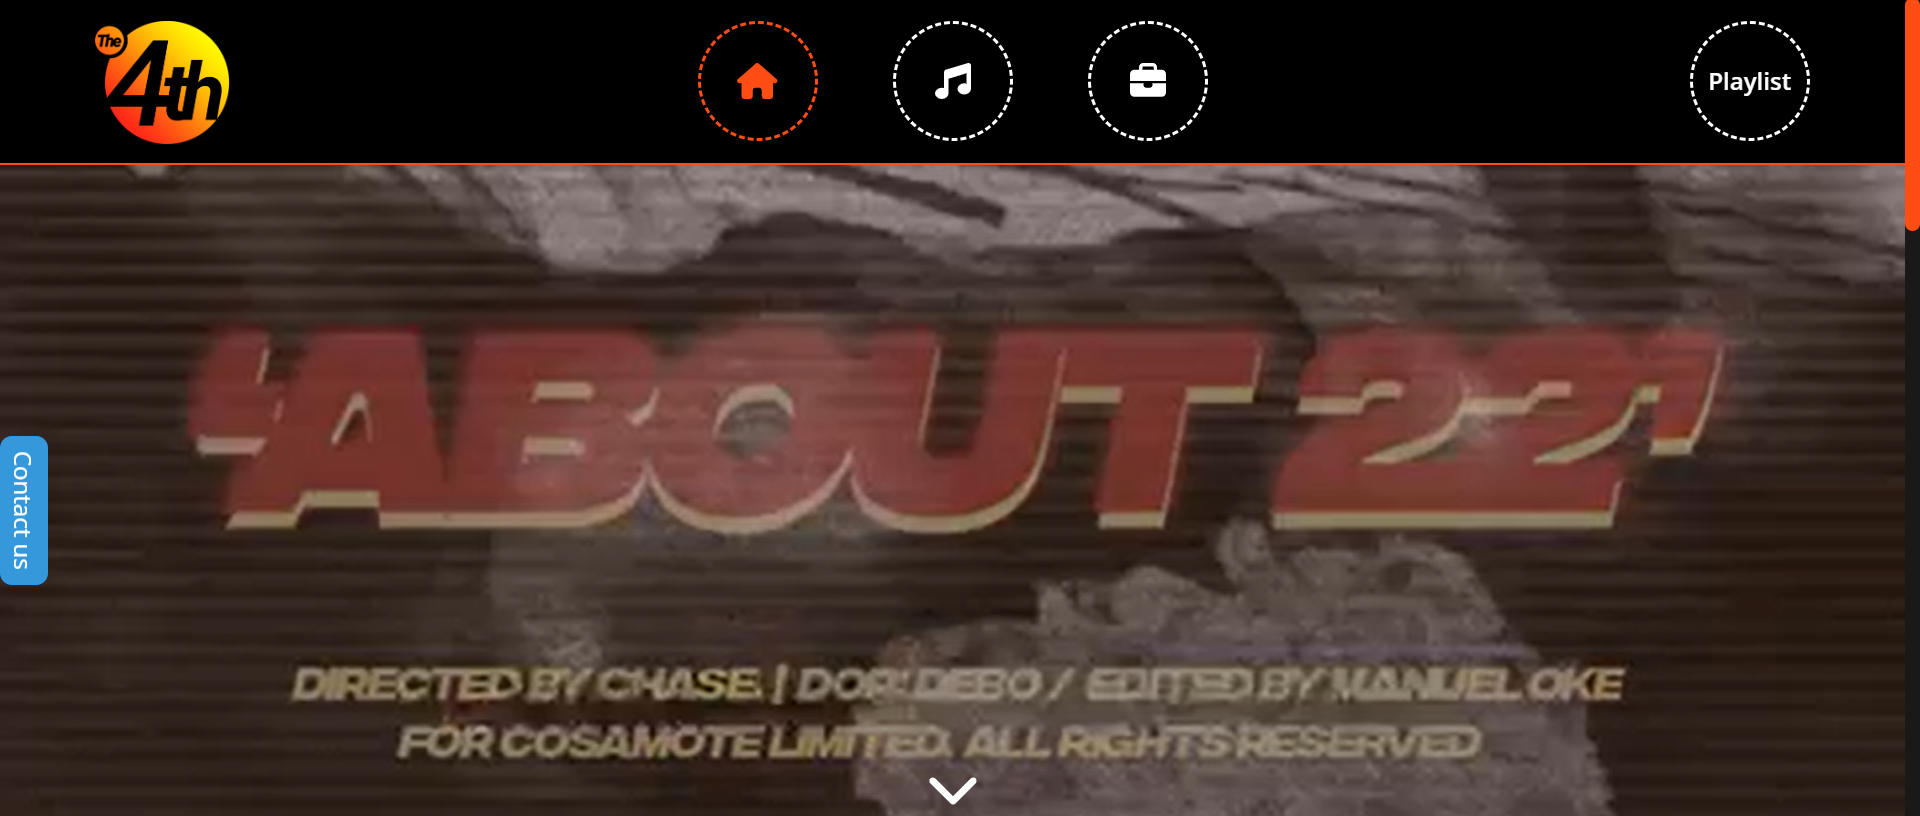 The
4th
Playlist
'ABOUT 22'
Contact us
DIRECTED BY CHASE. | DOP: DEBO / EDITED BY MANUEL OKE
FOR COSAMOTE LIMITED. ALL RIGHTS RESERVED